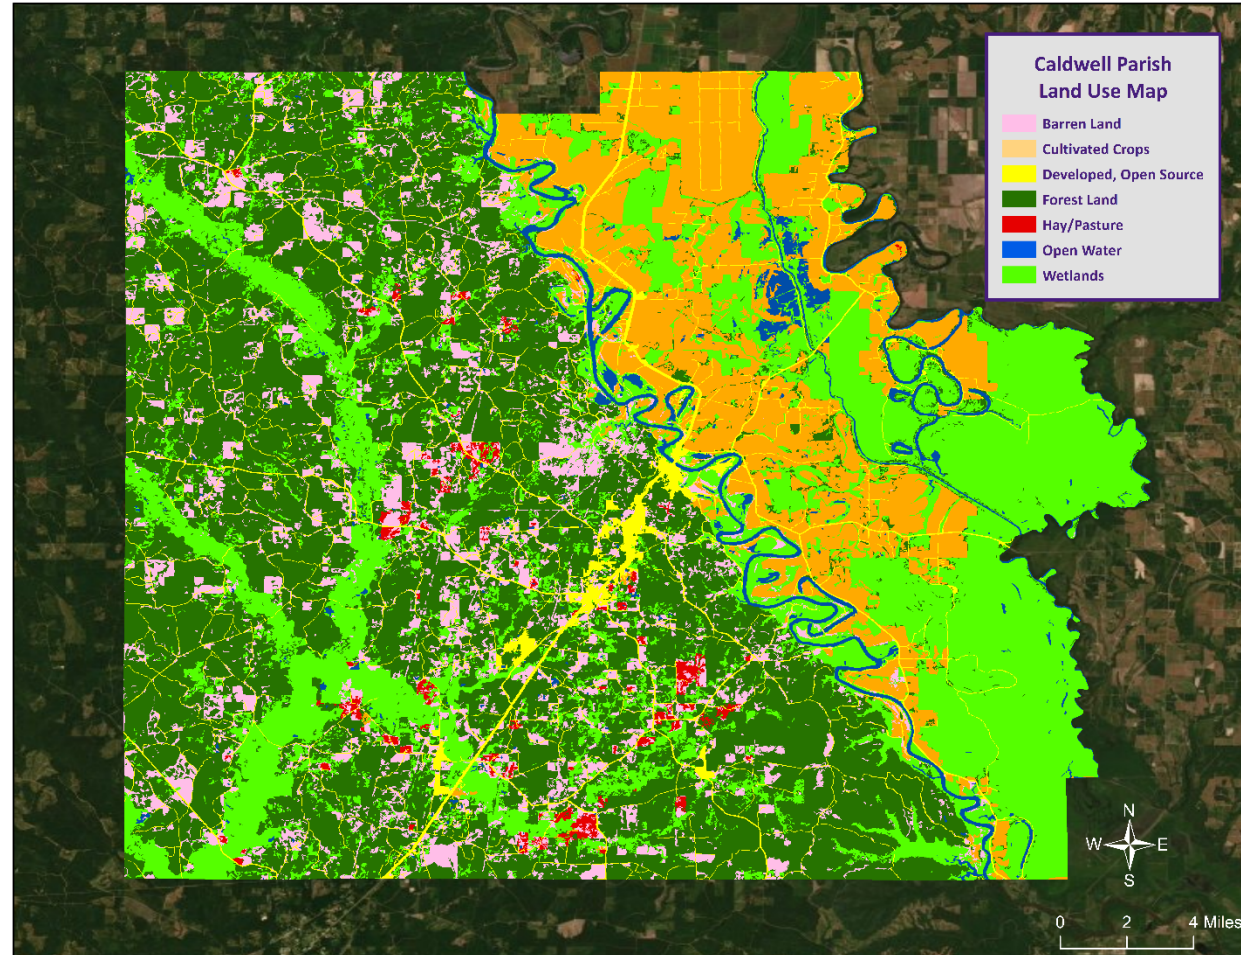 Caldwell Parish
Land Use Map
Barren Land
Cultivated Crops
Developed, Open Source
Forest Land
Hay/Pasture
Open Water
Wetlands
N
W E
S
0 2 4 Miles